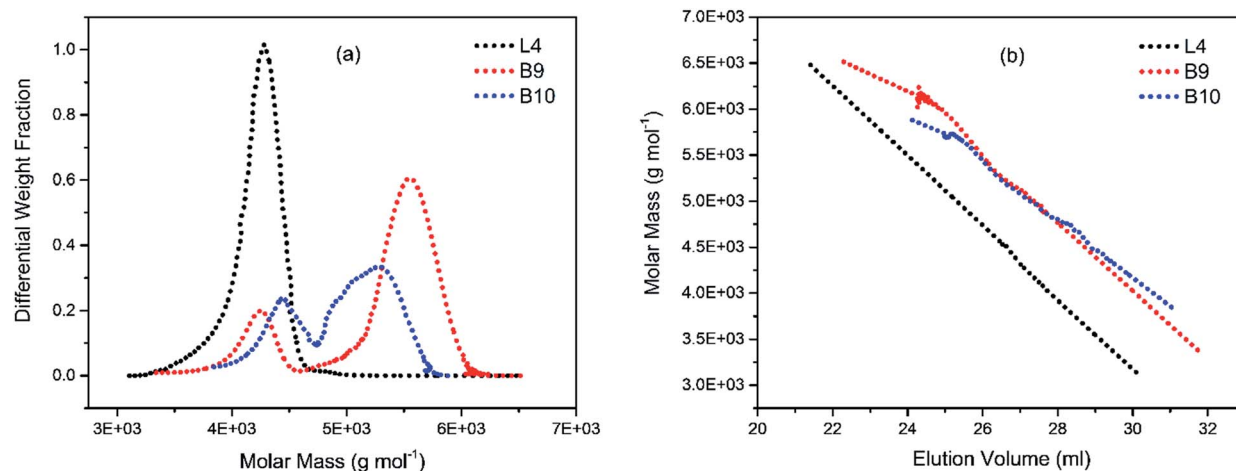 (a)
L4
B9
B10
Differential Weight Fraction
1.0
0.8
0.6
0.4
0.2
0.0
3E+03
4E+03
5E+03
6E+03
7E+03
Molar Mass (g mol⁻¹)
(b)
L4
B9
B10
Molar Mass (g mol⁻¹)
7.0E+03
6.5E+03
6.0E+03
5.5E+03
5.0E+03
4.5E+03
4.0E+03
3.5E+03
3.0E+03
20
22
24
26
28
30
32
Elution Volume (ml)